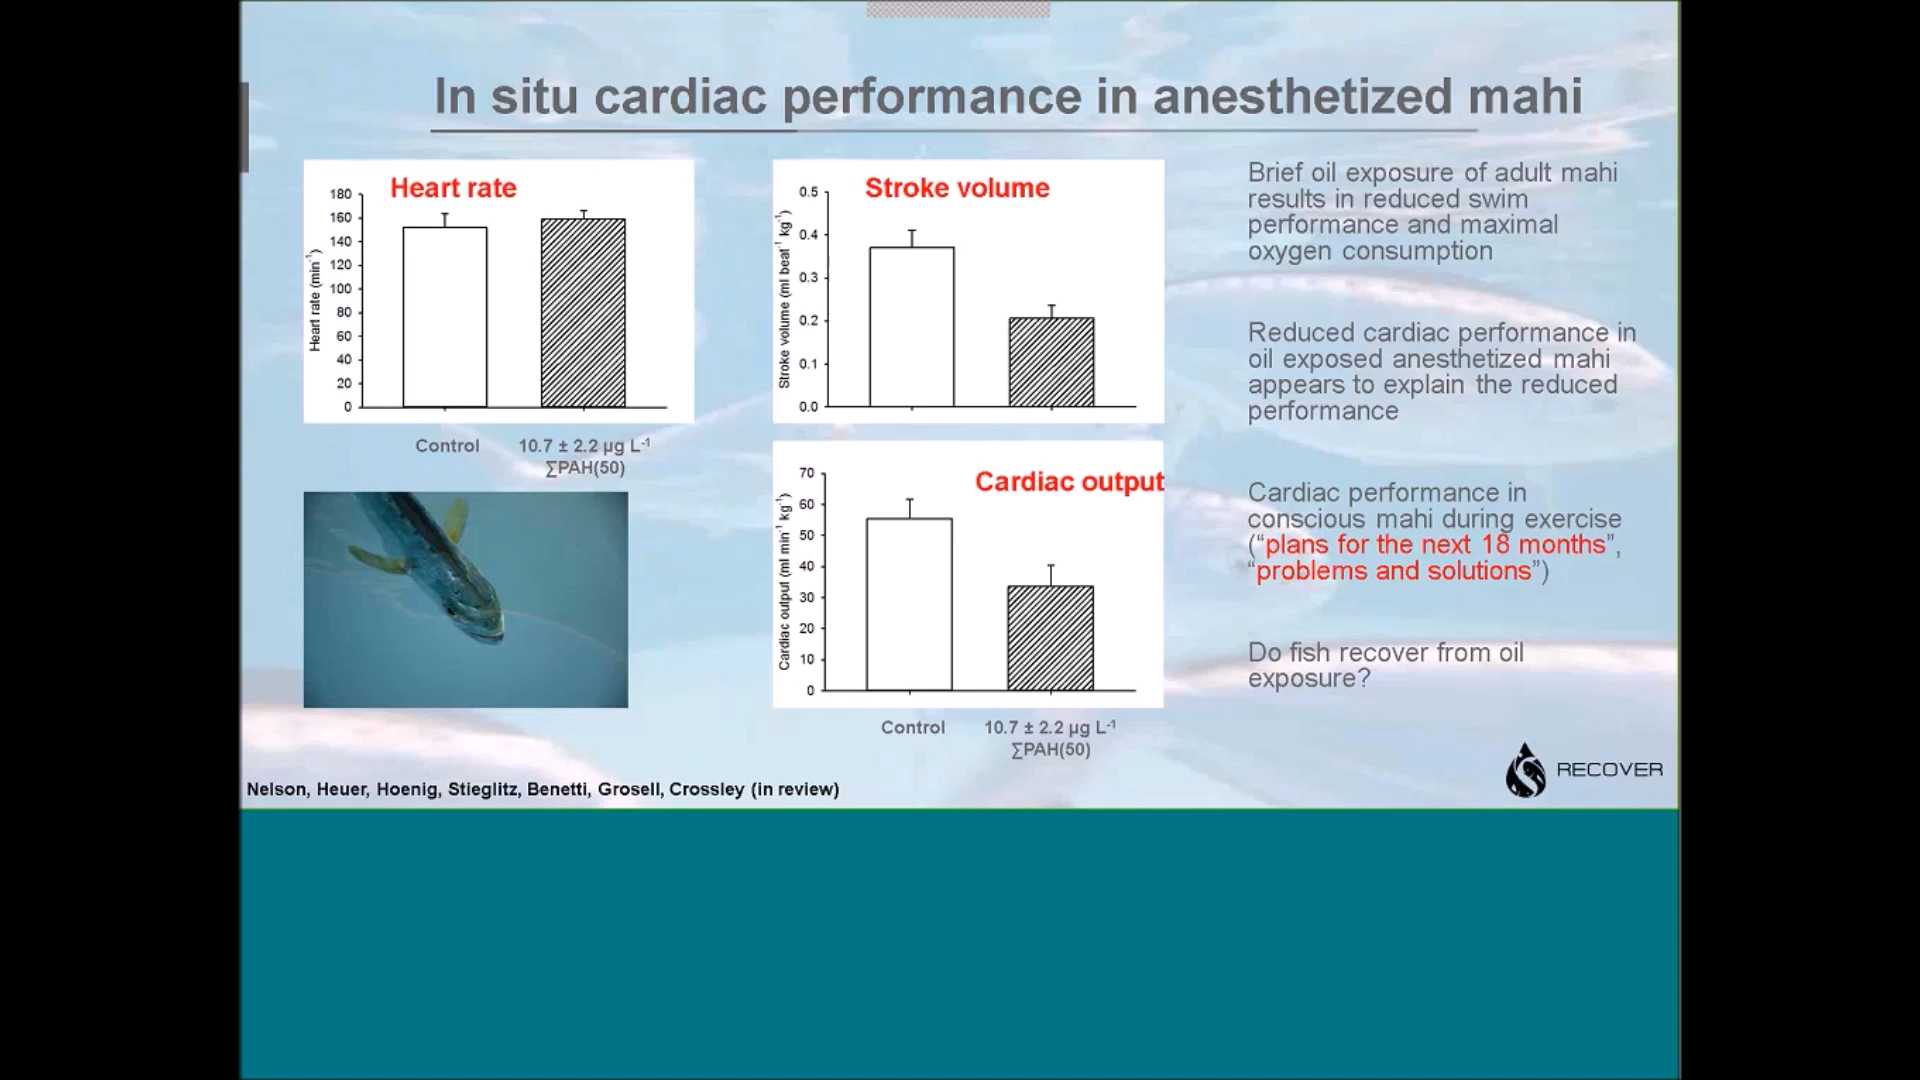 In situ cardiac performance in anesthetized mahi
Heart rate
Heart rate (min⁻¹)
180
160
140
120
100
80
60
40
20
0
Control
10.7 ± 2.2 µg L⁻¹
∑PAH(50)
Stroke volume
Stroke volume (ml beat⁻¹ kg⁻¹)
0.5
0.4
0.3
0.2
0.1
0.0
Cardiac output
Cardiac output (ml min⁻¹ kg⁻¹)
70
60
50
40
30
20
10
0
Control
10.7 ± 2.2 µg L⁻¹
∑PAH(50)
Brief oil exposure of adult mahi
results in reduced swim
performance and maximal
oxygen consumption
Reduced cardiac performance in
oil exposed anesthetized mahi
appears to explain the reduced
performance
Cardiac performance in
conscious mahi during exercise
(“plans for the next 18 months”,
“problems and solutions”)
Do fish recover from oil
exposure?
RECOVER
Nelson, Heuer, Hoenig, Stieglitz, Benetti, Grosell, Crossley (in review)